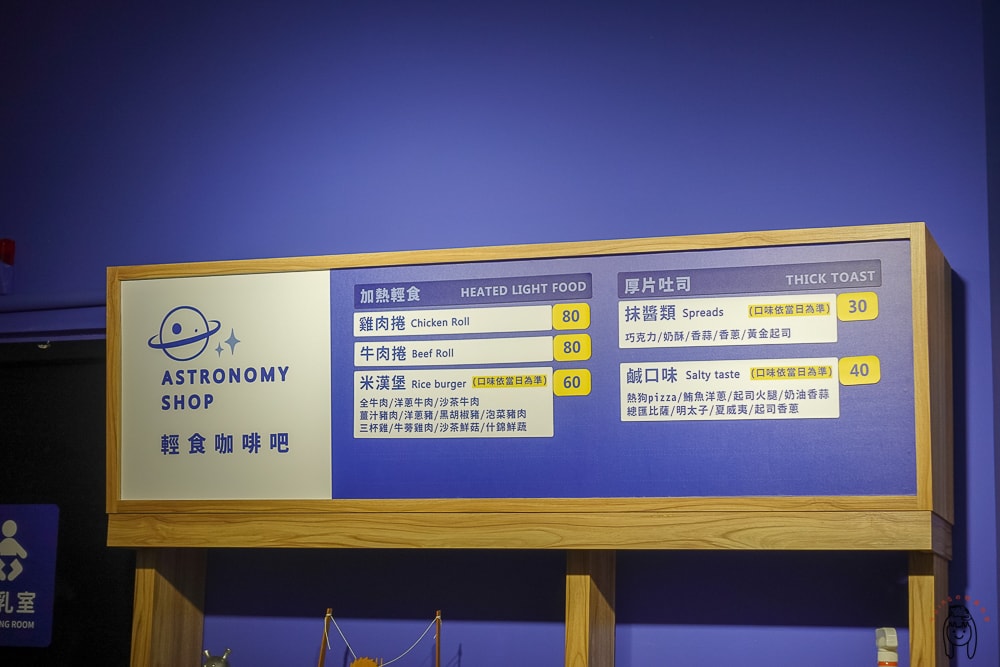 ASTRONOMY
SHOP
輕食咖啡吧
加熱輕食 HEATED LIGHT FOOD
雞肉捲 Chicken Roll 80
牛肉捲 Beef Roll 80
米漢堡 Rice burger (口味依當日為準) 60
全牛肉/洋蔥牛肉/沙茶牛肉
薑汁豬肉/洋蔥豬/黑胡椒豬/泡菜豬肉
三杯雞/牛蒡雞肉/沙茶鮮菇/什錦鮮蔬
厚片吐司 THICK TOAST
抹醬類 Spreads (口味依當日為準) 30
巧克力/奶酥/香蒜/香蔥/黃金起司
鹹口味 Salty taste (口味依當日為準) 40
熱狗pizza/鮪魚洋蔥/起司火腿/奶油香蒜
總匯比薩/明太子/夏威夷/起司香蔥
乳室
NG ROOM